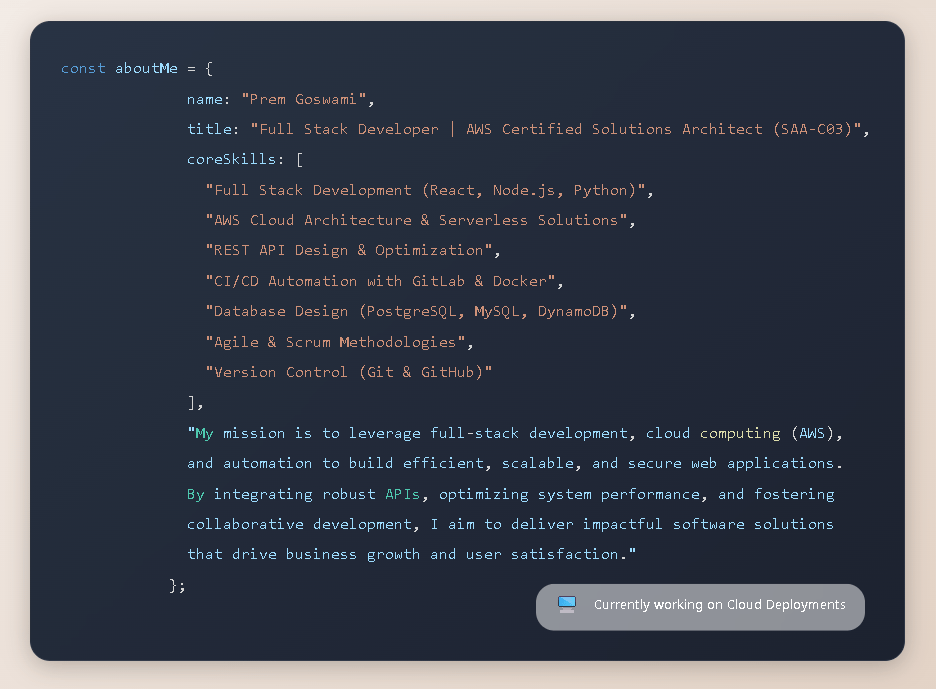 const aboutMe = {
name: "Prem Goswami",
title: "Full Stack Developer | AWS Certified Solutions Architect (SAA-C03)",
coreSkills: [
"Full Stack Development (React, Node.js, Python)",
"AWS Cloud Architecture & Serverless Solutions",
"REST API Design & Optimization",
"CI/CD Automation with GitLab & Docker",
"Database Design (PostgreSQL, MySQL, DynamoDB)",
"Agile & Scrum Methodologies",
"Version Control (Git & GitHub)"
],
"My mission is to leverage full-stack development, cloud computing (AWS),
and automation to build efficient, scalable, and secure web applications.
By integrating robust APIs, optimizing system performance, and fostering
collaborative development, I aim to deliver impactful software solutions
that drive business growth and user satisfaction."
};
Currently working on Cloud Deployments